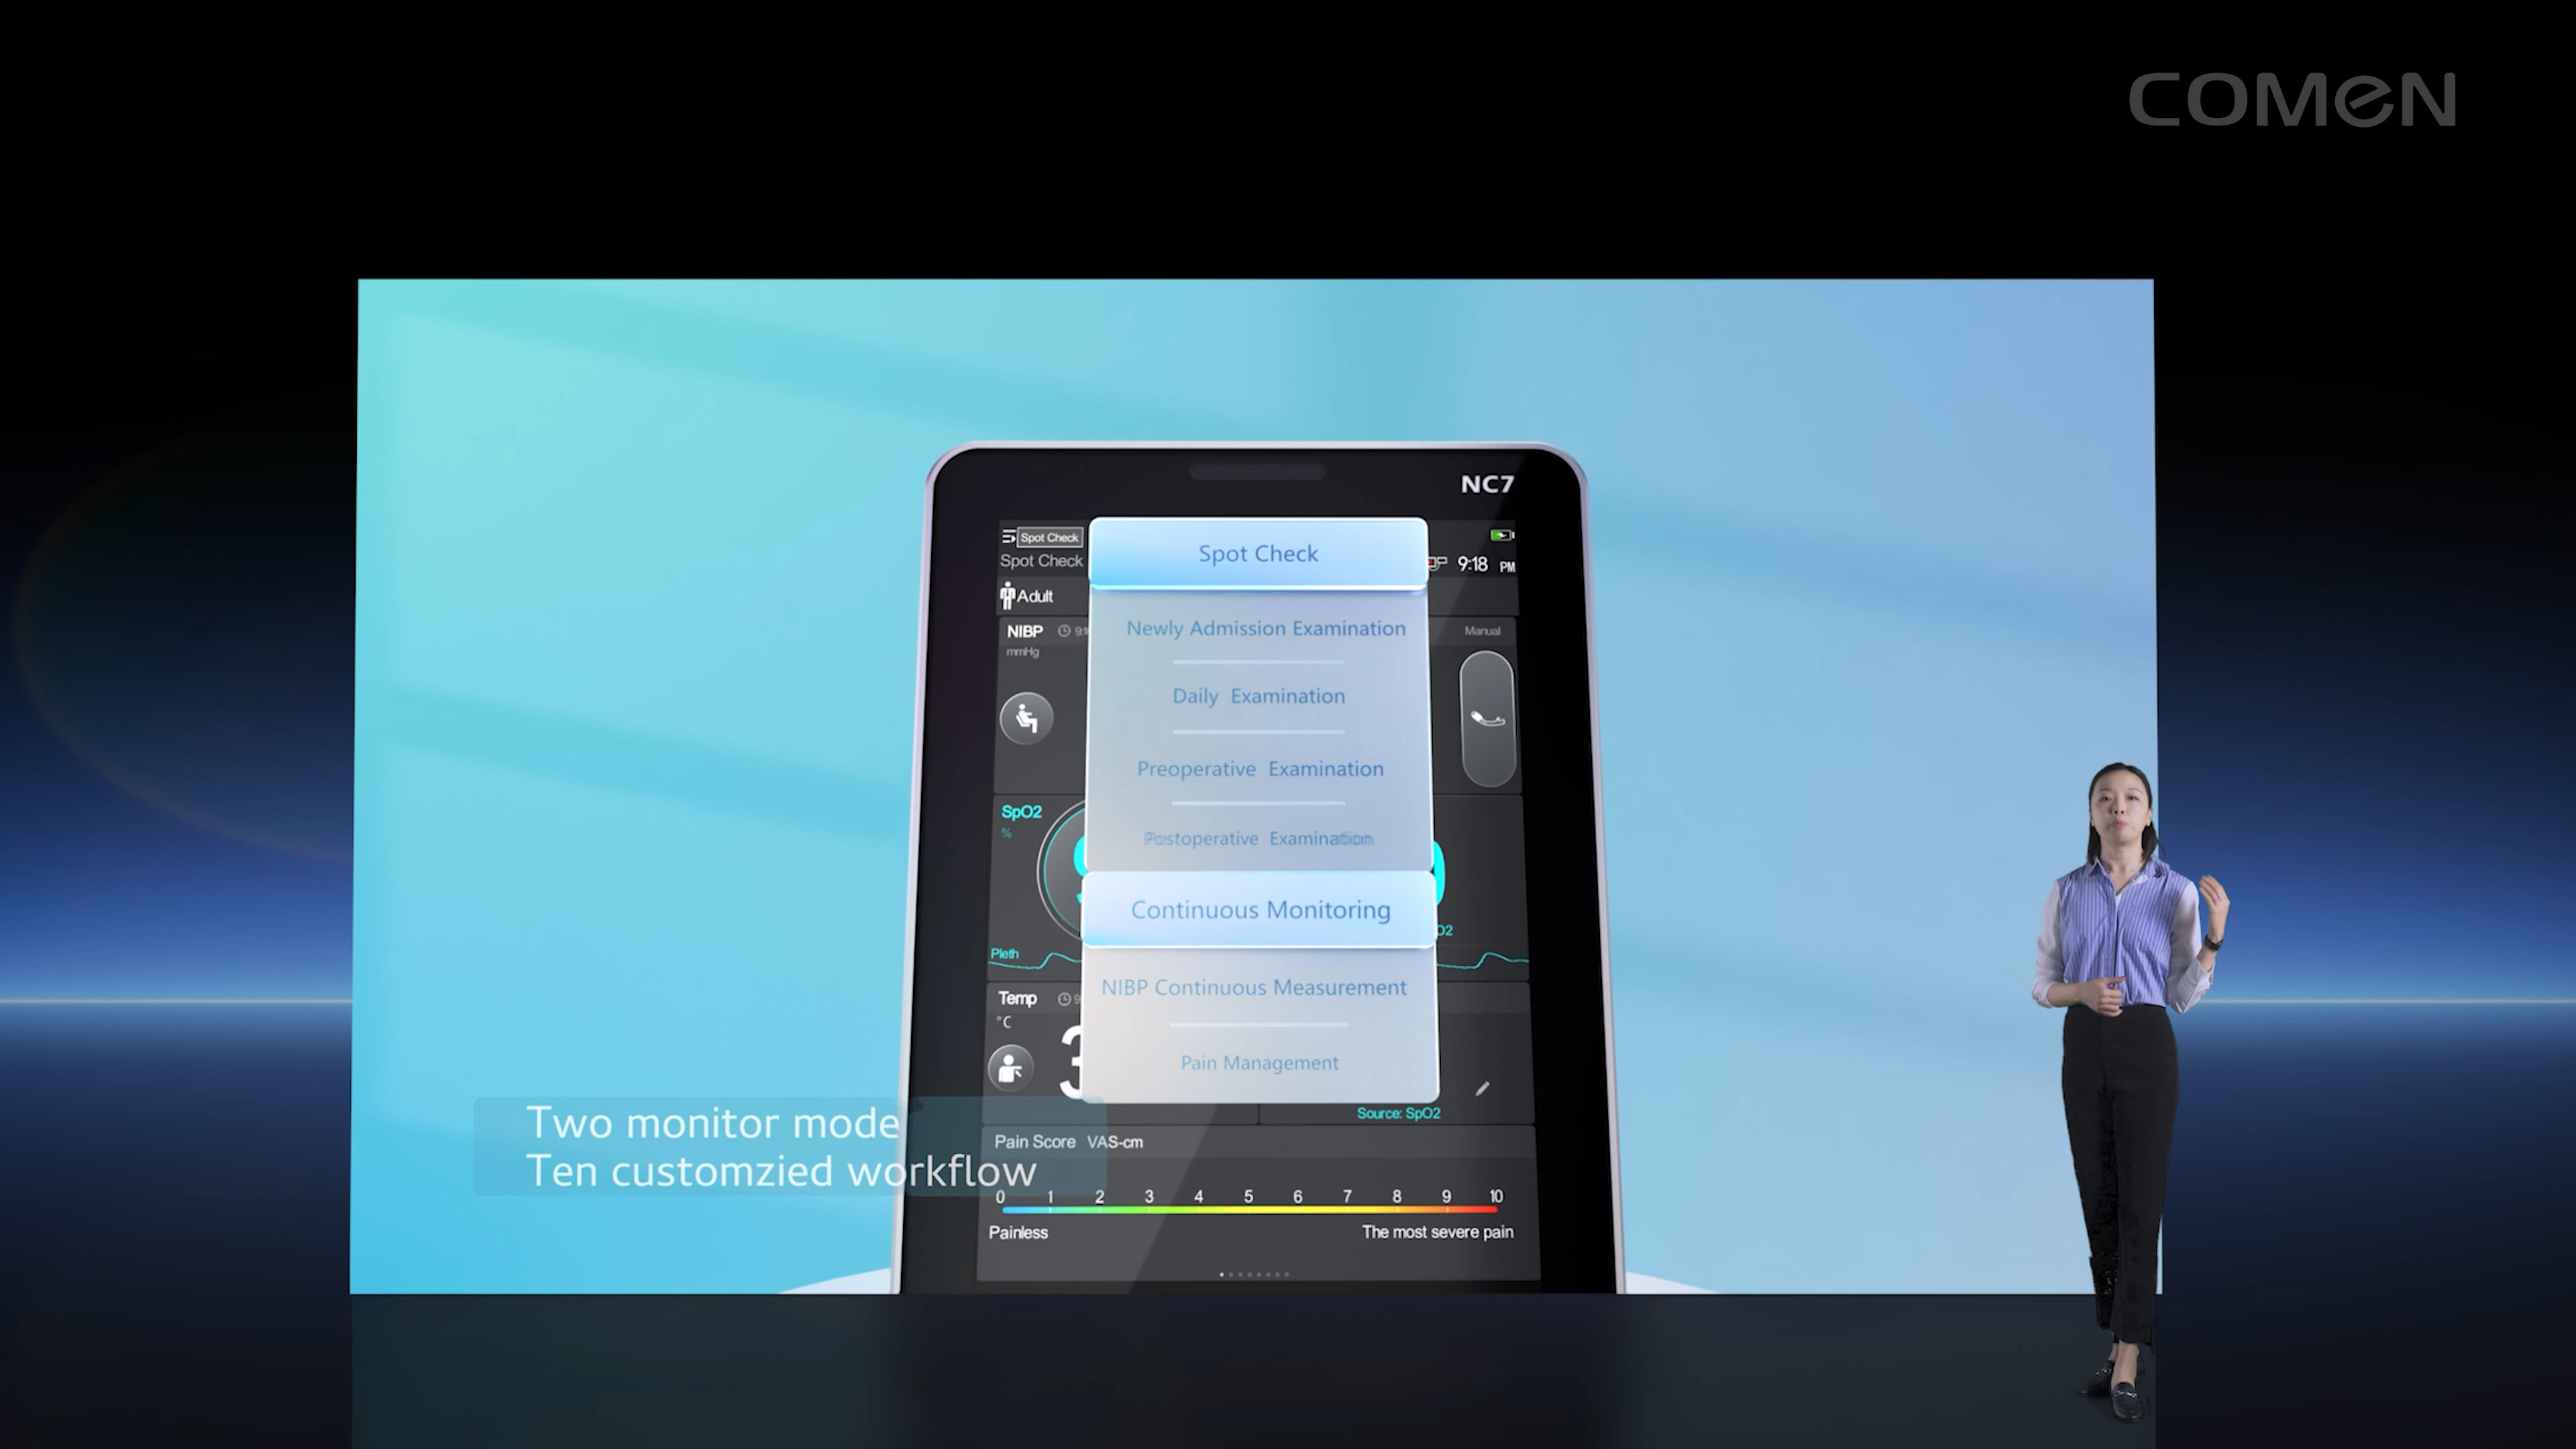 COMeN
NC7
Spot Check
Spot Check
9:18 PM
Adult
NIBP
Manual
mmHg
Spot Check
Newly Admission Examination
Daily Examination
Preoperative Examination
Postoperative Examination
Continuous Monitoring
NIBP Continuous Measurement
Pain Management
SpO2
%
Pleth
Temp
°C
Source: SpO2
Two monitor mode
Ten customzied workflow
Pain Score VAS-cm
0 1 2 3 4 5 6 7 8 9 10
Painless The most severe pain